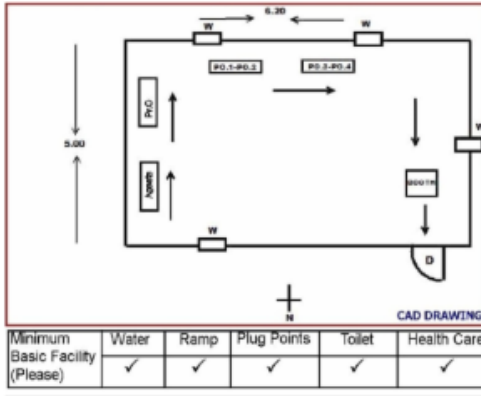 6.20
W
W
PO.1-PO.2
PO.3-PO.4
Pr.O
5.00
W
BOOTH
Agents
W
D
N
CAD DRAWING
Minimum Basic Facility (Please)
Water
Ramp
Plug Points
Toilet
Health Care
✓ ✓ ✓ ✓ ✓